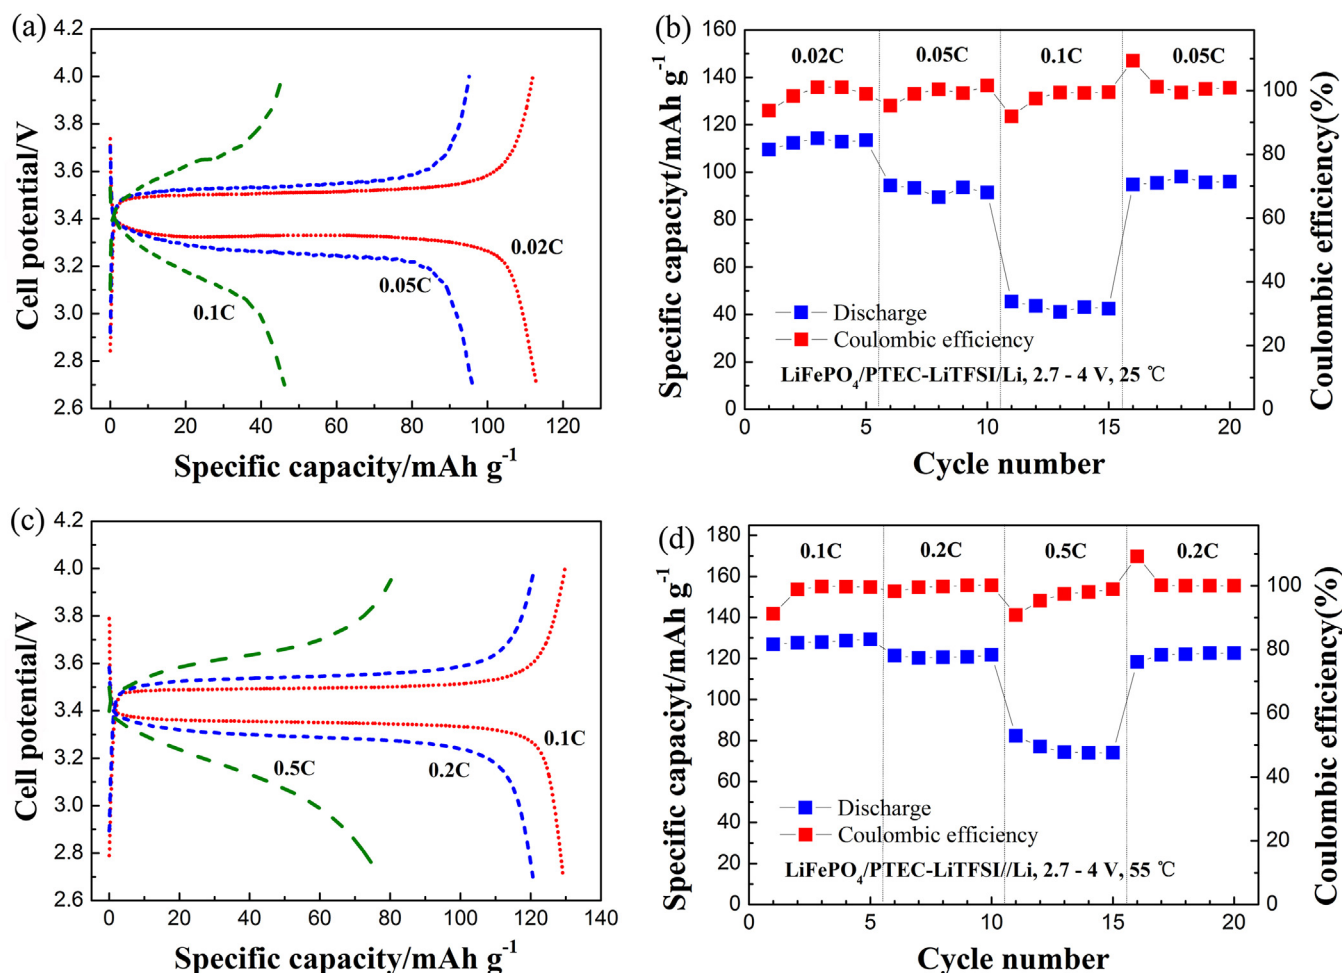 (a)
4.2
4.0
3.8
3.6
3.4
3.2
3.0
2.8
2.6
Cell potential/V
0.02C
0.05C
0.1C
0 20 40 60 80 100 120
Specific capacity/mAh g-1
(b)
160
140
120
100
80
60
40
20
0
Specific capaciyt/mAh g-1
0.02C 0.05C 0.1C 0.05C
Discharge
Coulombic efficiency
LiFePO4/PTEC-LiTFSI/Li, 2.7 - 4 V, 25 ℃
100
80
60
40
20
0
Coulombic efficiency(%)
0 5 10 15 20
Cycle number
(c)
4.2
4.0
3.8
3.6
3.4
3.2
3.0
2.8
2.6
Cell potential/V
0.1C
0.2C
0.5C
0 20 40 60 80 100 120 140
Specific capacity/mAh g-1
(d)
180
160
140
120
100
80
60
40
20
0
Specific capaciyt/mAh g-1
0.1C 0.2C 0.5C 0.2C
Discharge
Coulombic efficiency
LiFePO4/PTEC-LiTFSI//Li, 2.7 - 4 V, 55 ℃
100
80
60
40
20
0
Coulombic efficiency(%)
0 5 10 15 20
Cycle number